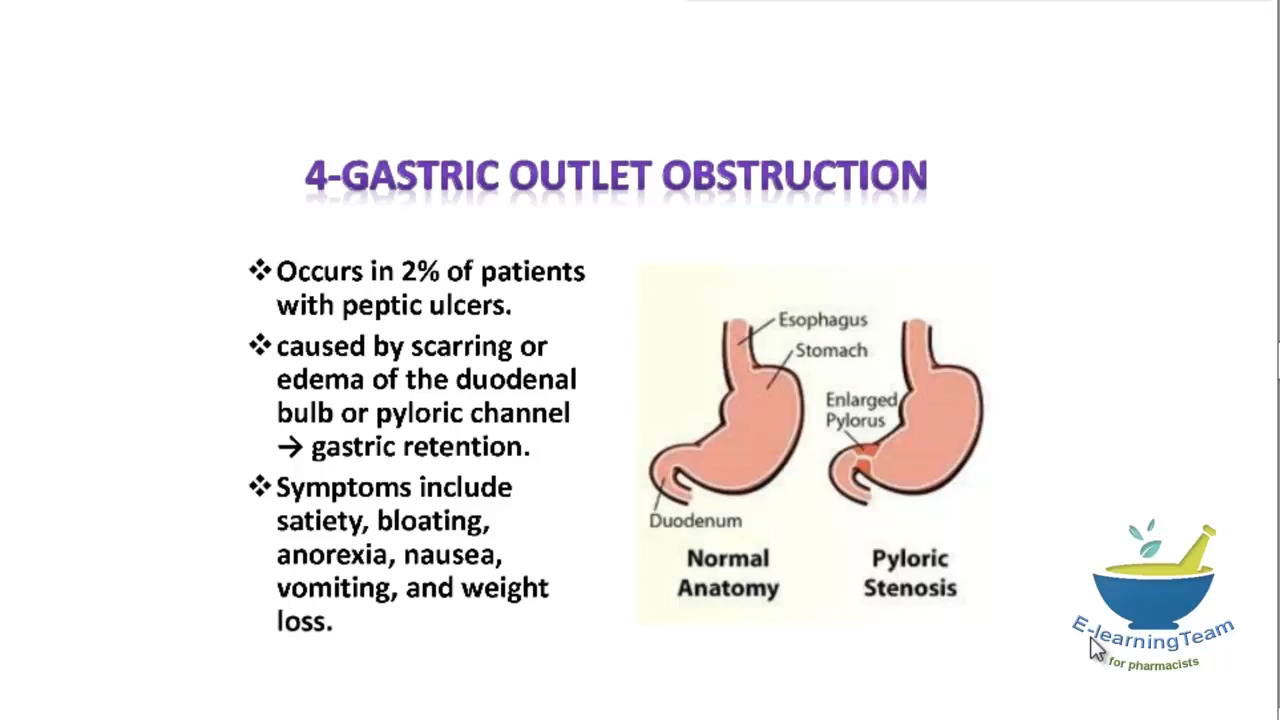 4-GASTRIC OUTLET OBSTRUCTION
❖Occurs in 2% of patients
with peptic ulcers.
❖caused by scarring or
edema of the duodenal
bulb or pyloric channel
→ gastric retention.
❖Symptoms include
satiety, bloating,
anorexia, nausea,
vomiting, and weight
loss.
Esophagus
Stomach
Enlarged
Pylorus
Duodenum
Normal
Anatomy
Pyloric
Stenosis
E-learningTeam
for pharmacists